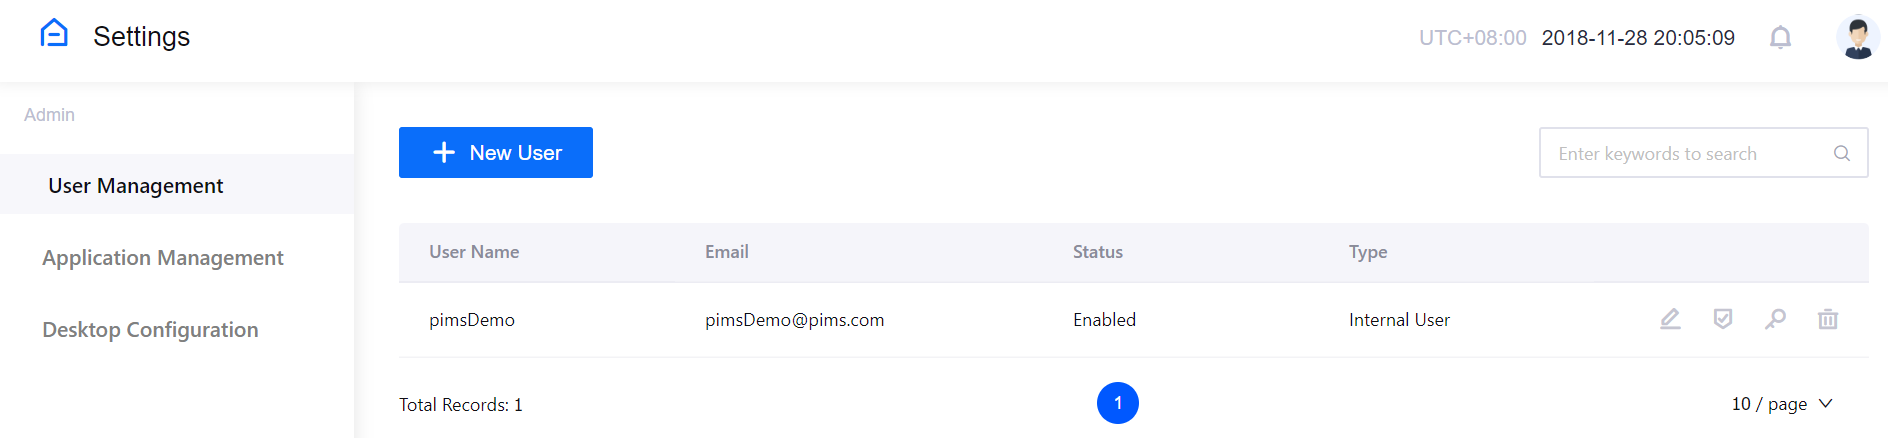 Settings
UTC+08:00 2018-11-28 20:05:09
Admin
User Management
Application Management
Desktop Configuration
New User
Enter keywords to search
User Name Email Status Type
pimsDemo pimsDemo@pims.com Enabled Internal User
Total Records: 1 1 10 / page